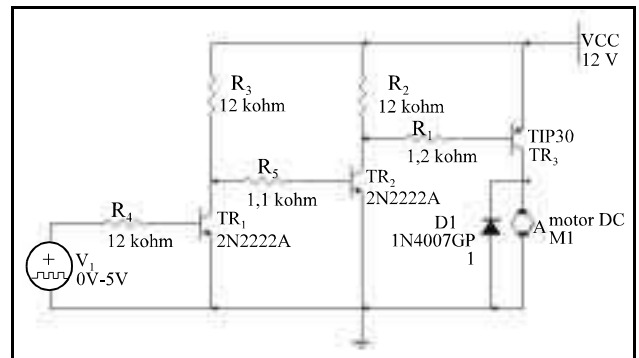 VCC
12 V
R3
12 kohm
R2
12 kohm
R1
1,2 kohm
TIP30
TR3
R5
1,1 kohm
TR2
2N2222A
R4
12 kohm
TR1
2N2222A
D1
1N4007GP
1
A
motor DC
M1
+
V1
0V-5V